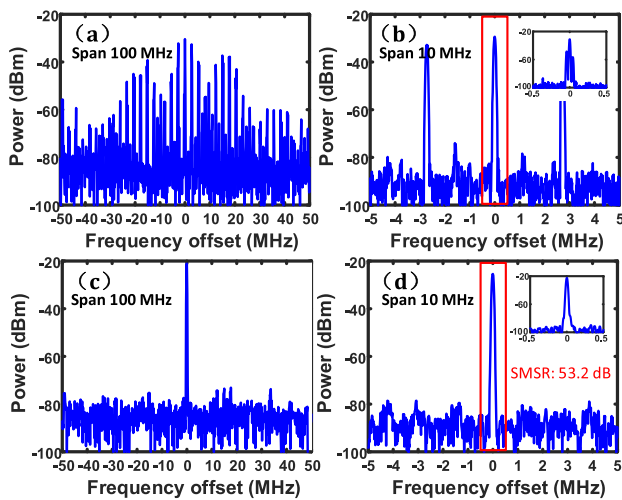 (a)
Span 100 MHz
Power (dBm)
-20
-40
-60
-80
-100
-50 -40 -30 -20 -10 0 10 20 30 40 50
Frequency offset (MHz)
(b)
Span 10 MHz
Power (dBm)
-20
-40
-60
-80
-100
-5 -4 -3 -2 -1 0 1 2 3 4 5
Frequency offset (MHz)
-20
-100
-0.5 0 0.5
(c)
Span 100 MHz
Power (dBm)
-20
-40
-60
-80
-100
-50 -40 -30 -20 -10 0 10 20 30 40 50
Frequency offset (MHz)
(d)
Span 10 MHz
Power (dBm)
-20
-40
-60
-80
-100
-5 -4 -3 -2 -1 0 1 2 3 4 5
Frequency offset (MHz)
-20
-100
-0.5 0 0.5
SMSR: 53.2 dB